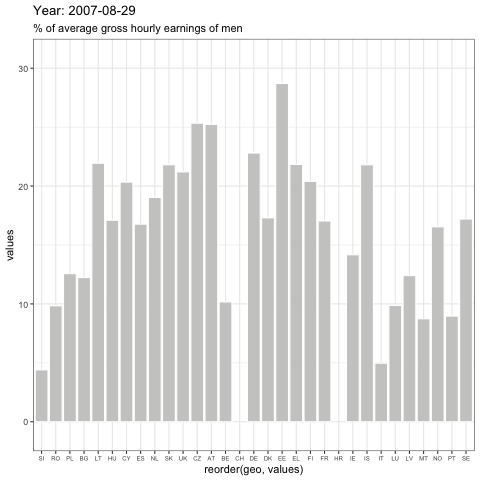 Year: 2007-08-29
% of average gross hourly earnings of men
values
30
20
10
0
SI RO PL BG LT HU CY ES NL SK UK CZ AT BE CH DE DK EE EL FI FR HR IE IS IT LU LV MT NO PT SE
reorder(geo, values)